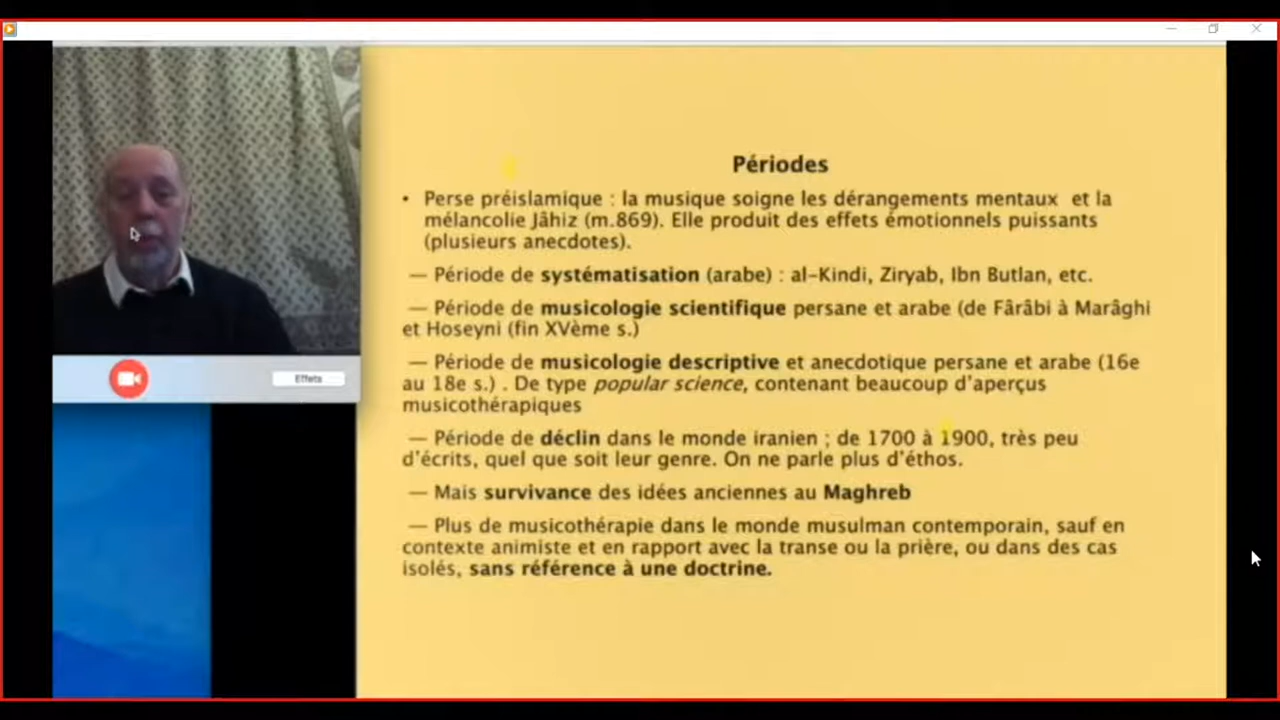 Périodes
• Perse préislamique : la musique soigne les dérangements mentaux et la
mélancolie Jâhiz (m.869). Elle produit des effets émotionnels puissants
(plusieurs anecdotes).
— Période de systématisation (arabe) : al-Kindi, Ziryab, Ibn Butlan, etc.
— Période de musicologie scientifique persane et arabe (de Fârâbi à Marâghi
et Hoseyni (fin XVème s.)
— Période de musicologie descriptive et anecdotique persane et arabe (16e
au 18e s.) . De type popular science, contenant beaucoup d'aperçus
musicothérapiques
— Période de déclin dans le monde iranien ; de 1700 à 1900, très peu
d'écrits, quel que soit leur genre. On ne parle plus d'éthos.
— Mais survivance des idées anciennes au Maghreb
— Plus de musicothérapie dans le monde musulman contemporain, sauf en
contexte animiste et en rapport avec la transe ou la prière, ou dans des cas
isolés, sans référence à une doctrine.
Effets